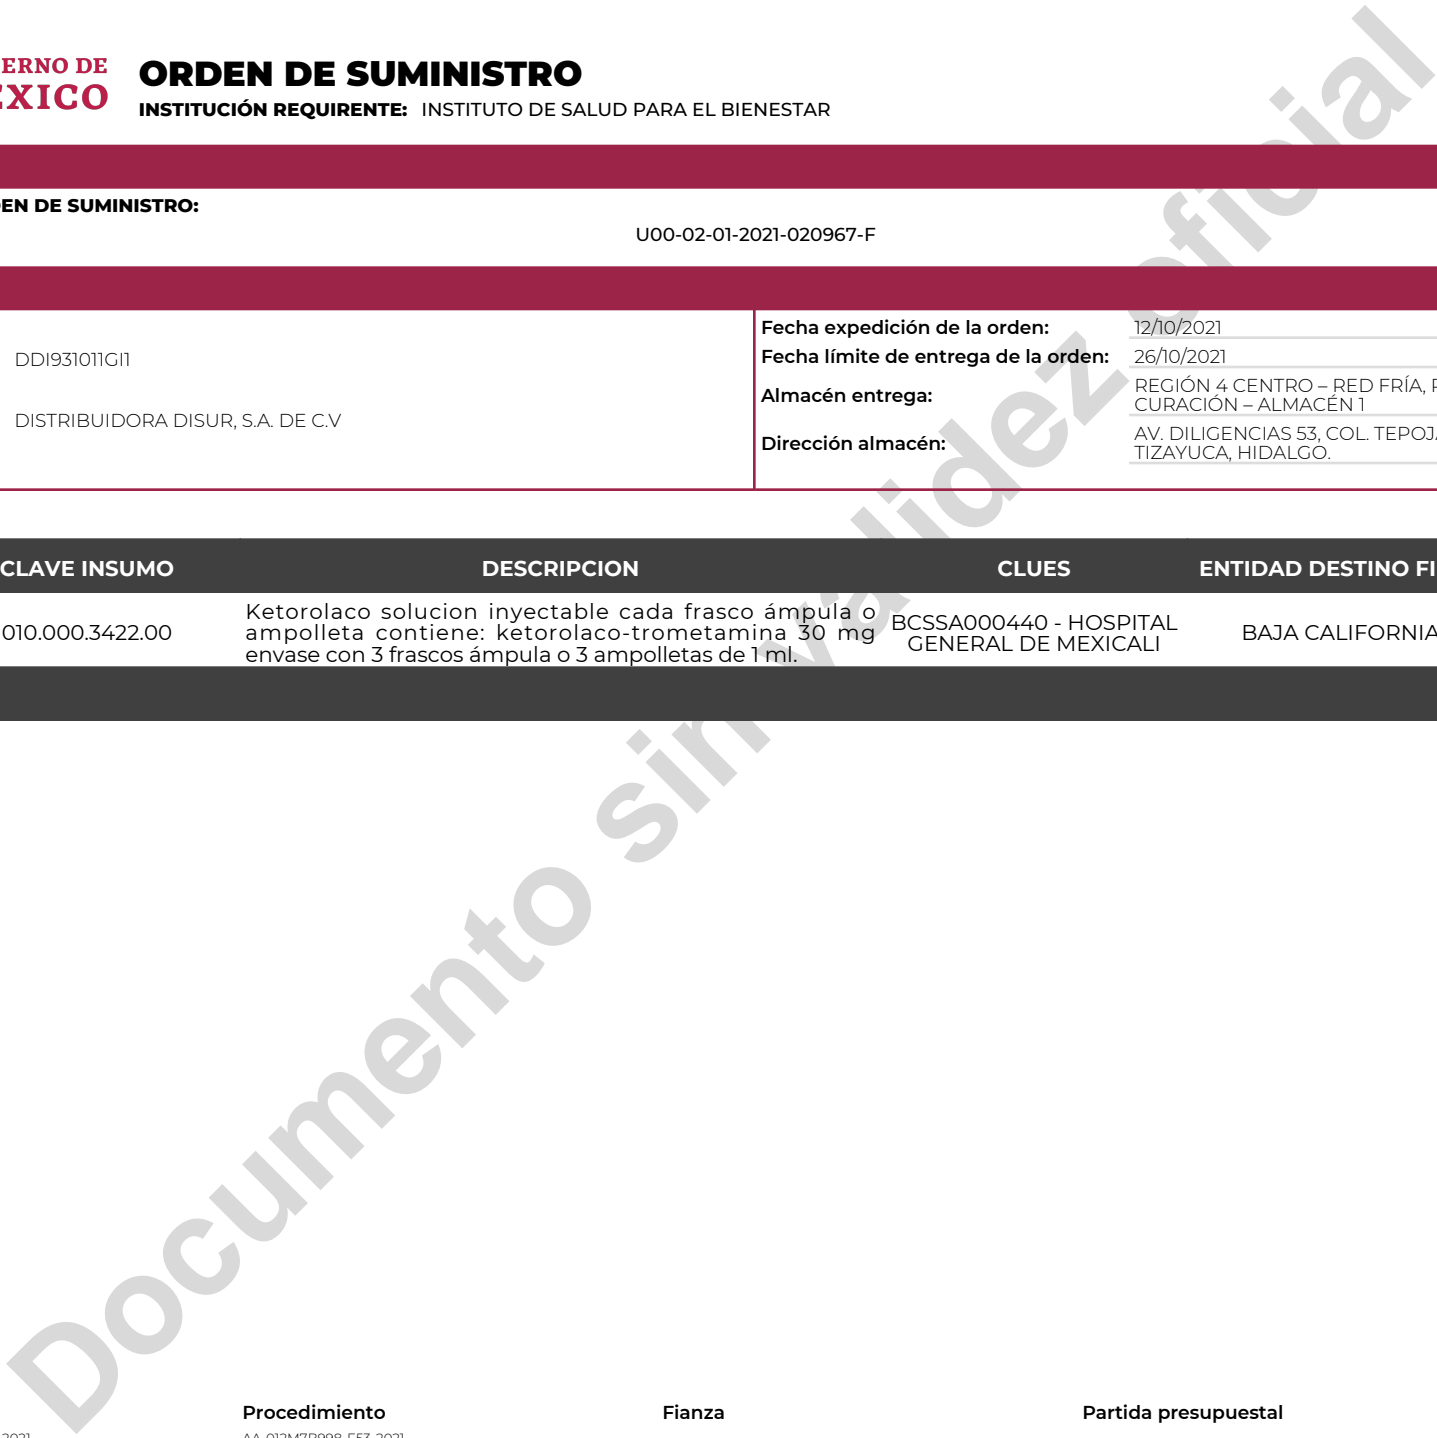 ERNO DE
EXICO
ORDEN DE SUMINISTRO
INSTITUCIÓN REQUIRENTE: INSTITUTO DE SALUD PARA EL BIENESTAR
EN DE SUMINISTRO:
U00-02-01-2021-020967-F
DDI931011GI1
DISTRIBUIDORA DISUR, S.A. DE C.V
Fecha expedición de la orden: 12/10/2021
Fecha límite de entrega de la orden: 26/10/2021
Almacén entrega: REGIÓN 4 CENTRO – RED FRÍA,
CURACIÓN – ALMACÉN 1
Dirección almacén: AV. DILIGENCIAS 53, COL. TEPOJ
TIZAYUCA, HIDALGO.
CLAVE INSUMO DESCRIPCION CLUES ENTIDAD DESTINO FI
010.000.3422.00
Ketorolaco solucion inyectable cada frasco ámpula o
ampolleta contiene: ketorolaco-trometamina 30 mg
envase con 3 frascos ámpula o 3 ampolletas de 1 ml.
BCSSA000440 - HOSPITAL
GENERAL DE MEXICALI
BAJA CALIFORNIA
Documento sin validez oficial
Procedimiento Fianza Partida presupuestal